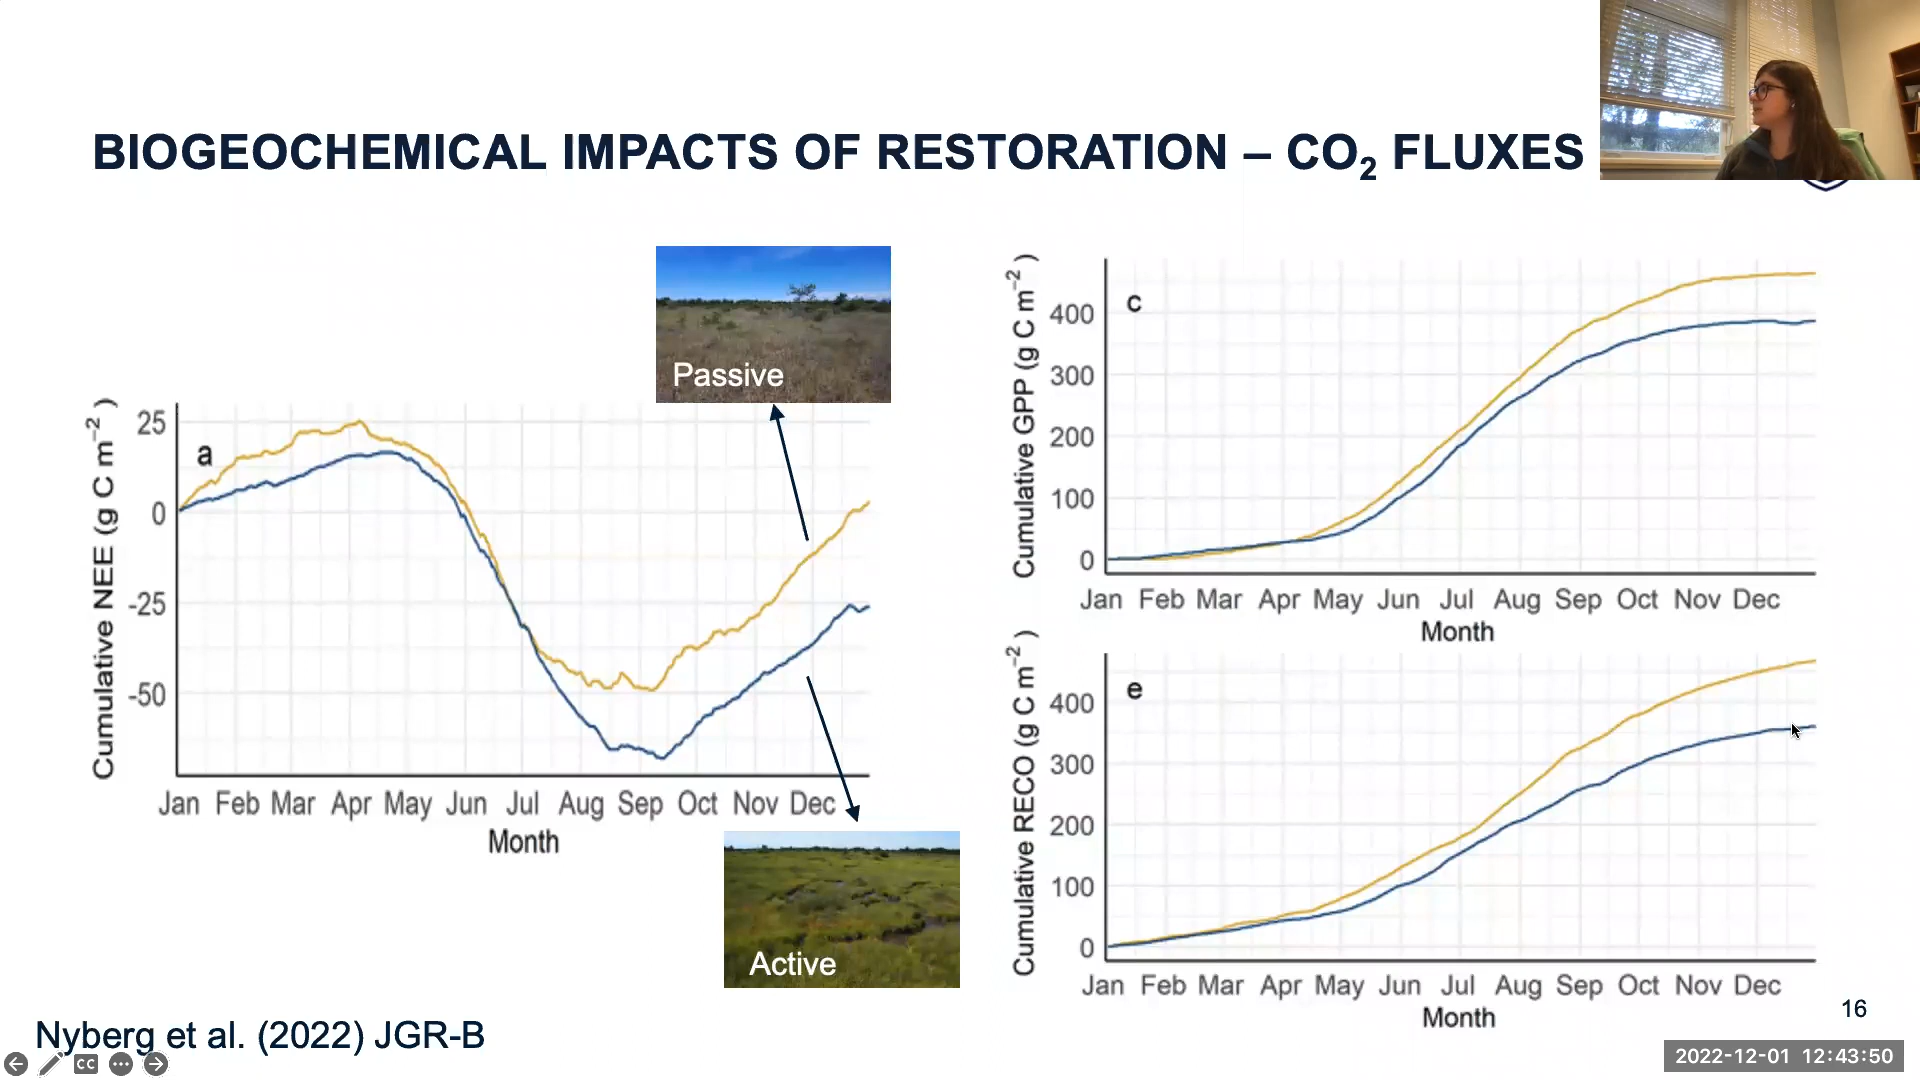 BIOGEOCHEMICAL IMPACTS OF RESTORATION – CO₂ FLUXES
Passive
Cumulative NEE (g C m⁻²)
25
0
-25
-50
a
Jan Feb Mar Apr May Jun Jul Aug Sep Oct Nov Dec
Month
Active
Cumulative GPP (g C m⁻²)
400
300
200
100
0
c
Jan Feb Mar Apr May Jun Jul Aug Sep Oct Nov Dec
Month
Cumulative RECO (g C m⁻²)
400
300
200
100
0
e
Jan Feb Mar Apr May Jun Jul Aug Sep Oct Nov Dec
Month
16
Nyberg et al. (2022) JGR-B
CC
2022-12-01 12:43:50